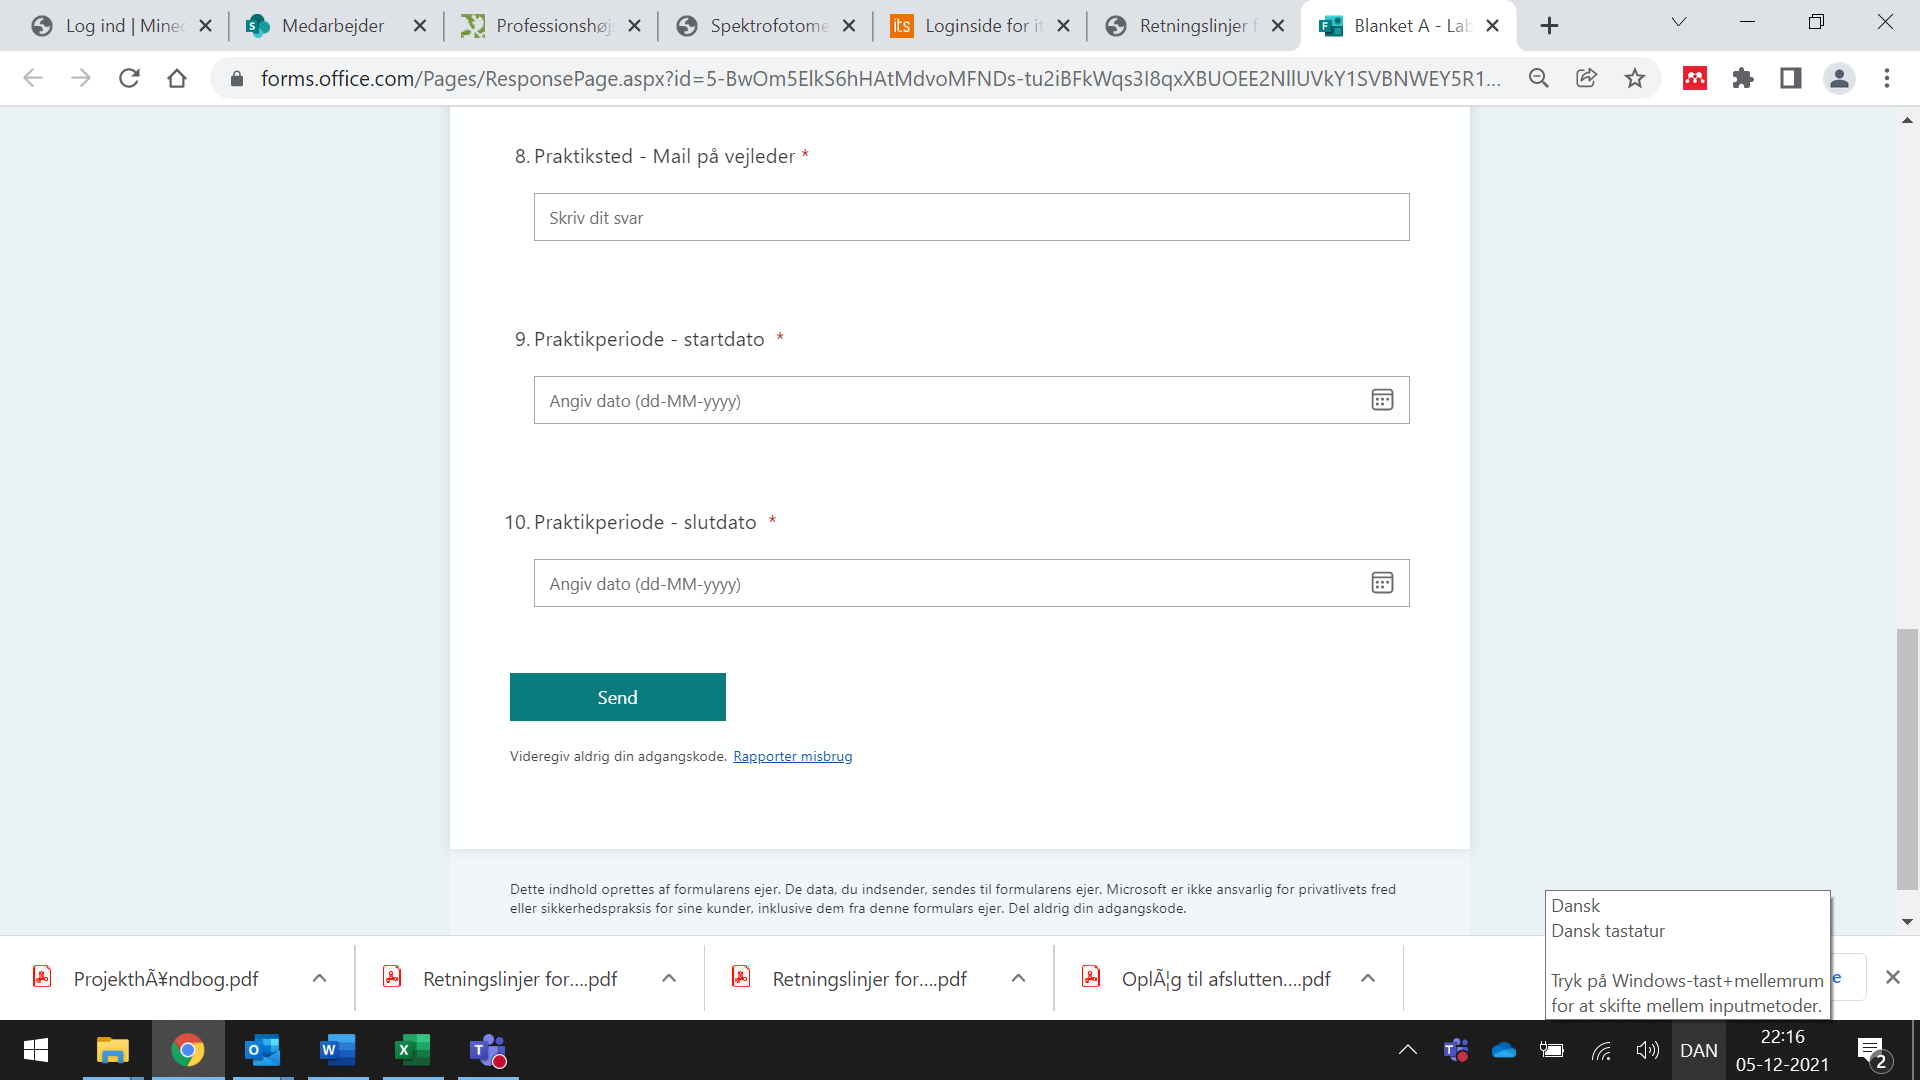 Log ind | Minec
Medarbejder
Professionshøjs
Spektrofotome
its
Loginside for it
Retningslinjer f
Blanket A - Lab
forms.office.com/Pages/ResponsePage.aspx?id=5-BwOm5ElkS6hHAtMdvoMFNDs-tu2iBFkWqs3I8qxXBUOEE2NllUVkY1SVBNWEY5R1...
8. Praktiksted - Mail på vejleder *
Skriv dit svar
9. Praktikperiode - startdato *
Angiv dato (dd-MM-yyyy)
10. Praktikperiode - slutdato *
Angiv dato (dd-MM-yyyy)
Send
Videregiv aldrig din adgangskode. Rapporter misbrug
Dette indhold oprettes af formularens ejer. De data, du indsender, sendes til formularens ejer. Microsoft er ikke ansvarlig for privatlivets fred
eller sikkerhedspraksis for sine kunder, inklusive dem fra denne formulars ejer. Del aldrig din adgangskode.
Dansk
Dansk tastatur
Tryk på Windows-tast+mellemrum
for at skifte mellem inputmetoder.
ProjekthÃ¥ndbog.pdf
Retningslinjer for....pdf
Retningslinjer for....pdf
OplÃ¦g til afslutten....pdf
e
DAN
22:16
05-12-2021
2